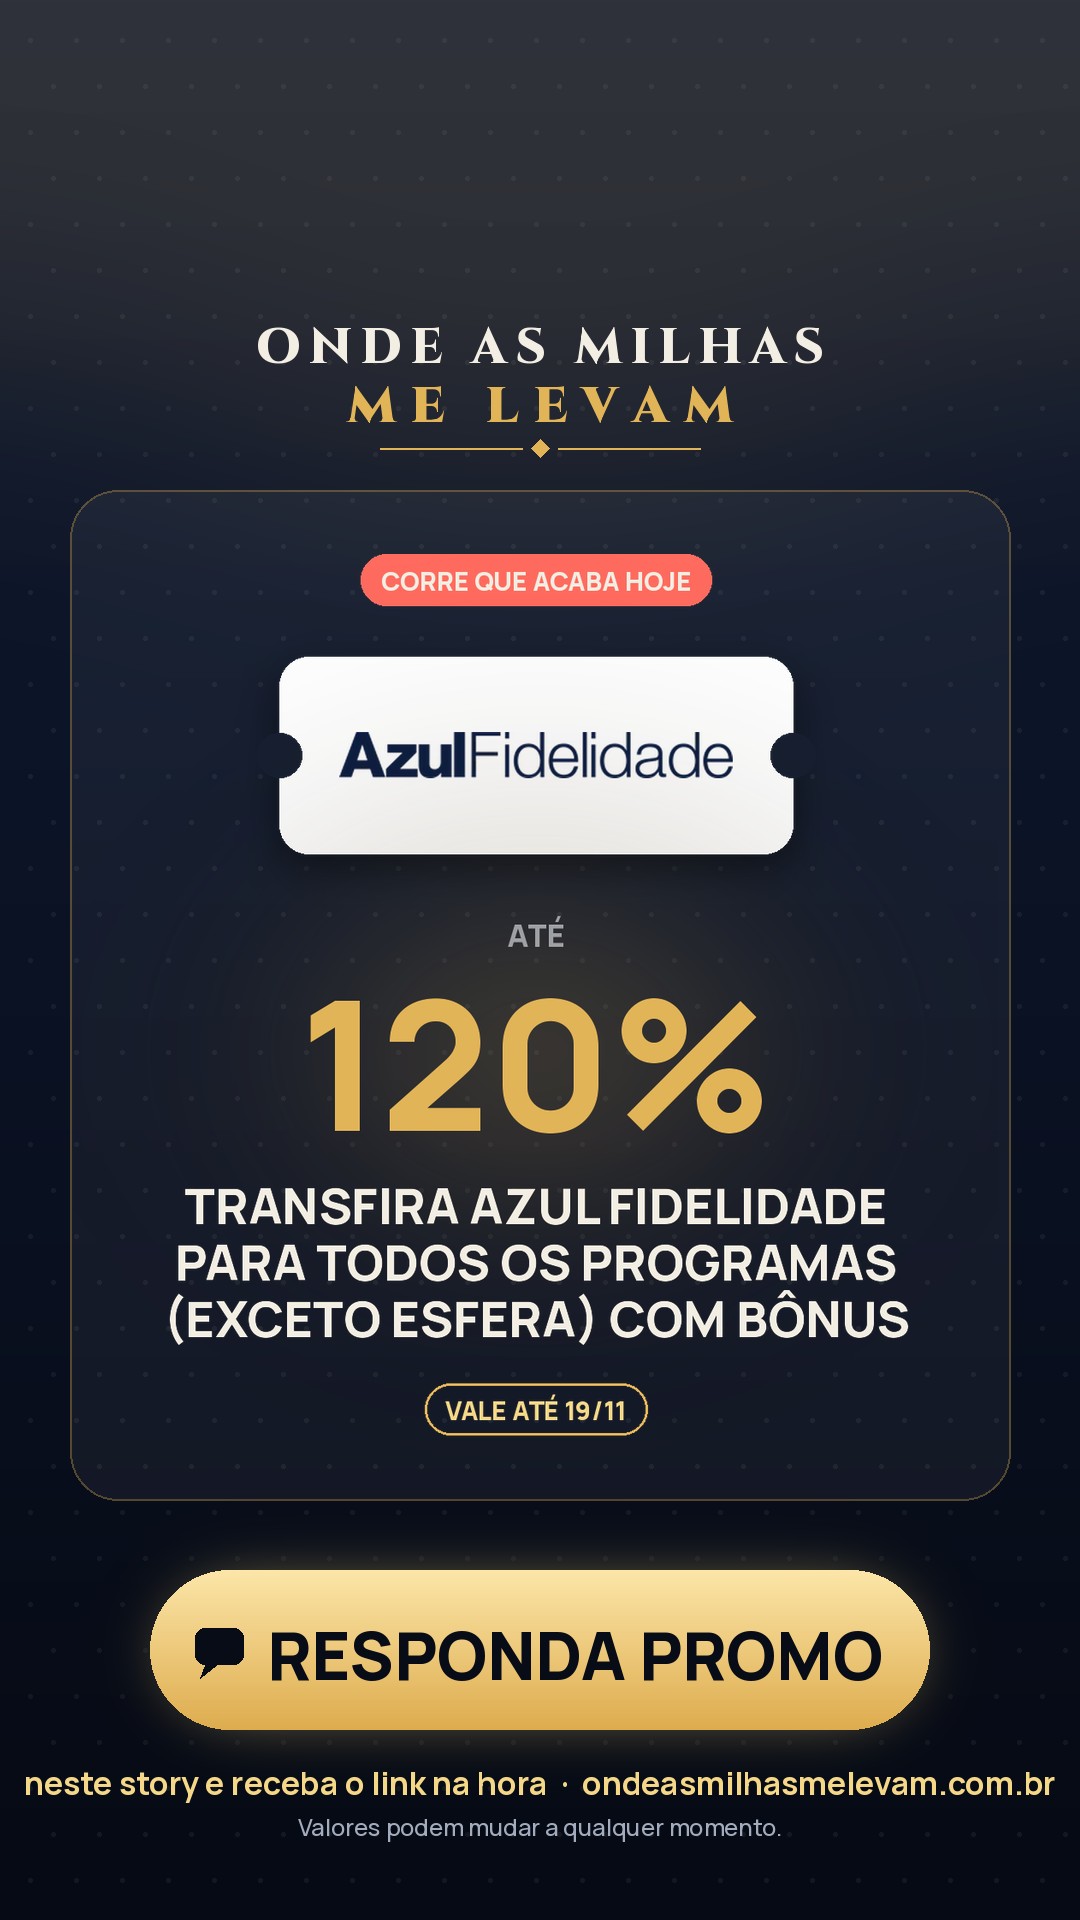 ONDE AS MILHAS
ME LEVAM
CORRE QUE ACABA HOJE
AzulFidelidade
ATÉ
120%
TRANSFIRA AZUL FIDELIDADE
PARA TODOS OS PROGRAMAS
(EXCETO ESFERA) COM BÔNUS
VALE ATÉ 19/11
RESPONDA PROMO
neste story e receba o link na hora · ondeasmilhasmelevam.com.br
Valores podem mudar a qualquer momento.